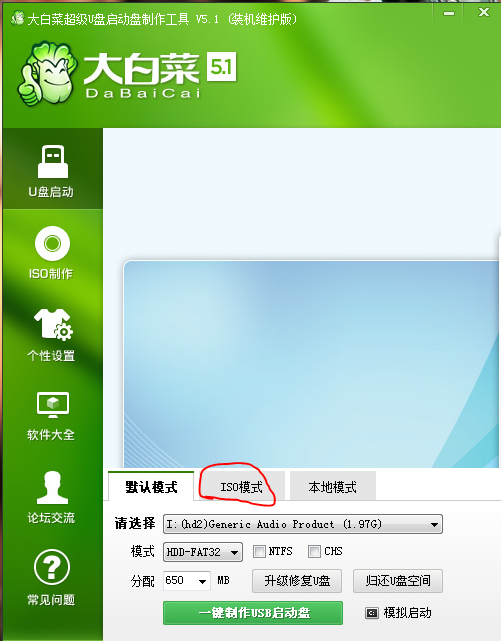 大白菜超级U盘启动盘制作工具 V5.1 (装机维护版)
大白菜 5.1
DaBaiCai
U盘启动
ISO制作
个性设置
软件大全
论坛交流
常见问题
默认模式 ISO模式 本地模式
请选择 I:(hd2)Generic Audio Product (1.97G)
模式 HDD-FAT32 NTFS CHS
分配 650 MB 升级修复U盘 归还U盘空间
一键制作USB启动盘 模拟启动